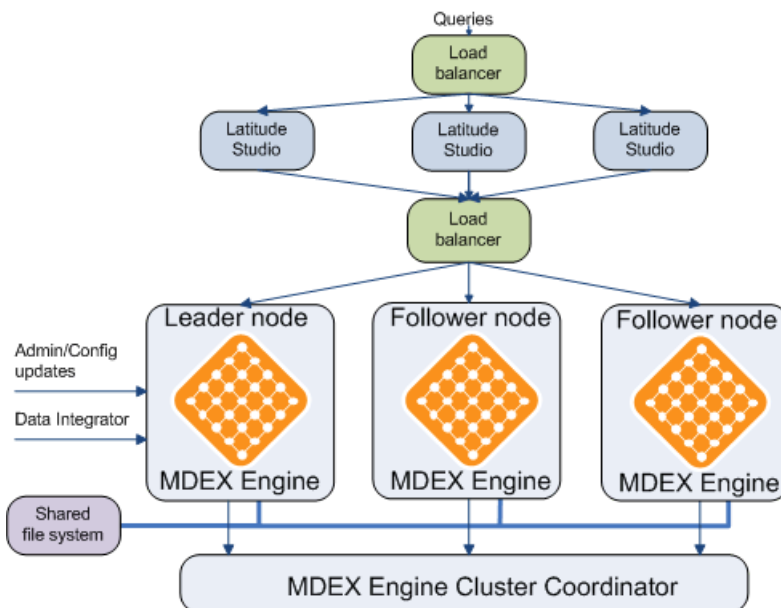 Queries
Load
balancer
Latitude
Studio
Latitude
Studio
Latitude
Studio
Load
balancer
Leader node
Follower node
Follower node
Admin/Config
updates
Data Integrator
MDEX Engine
MDEX Engine
MDEX Engine
Shared
file system
MDEX Engine Cluster Coordinator